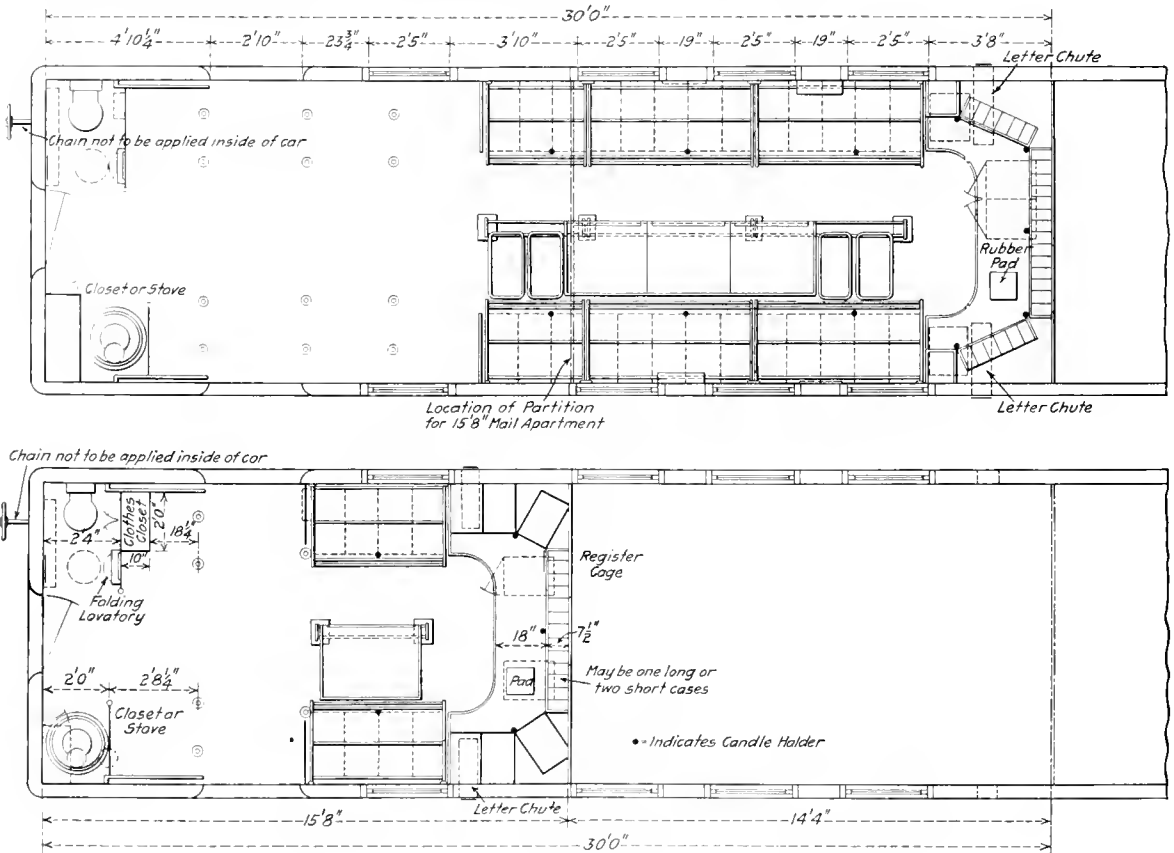 30'0"
4'10¼" 2'10" 23¾" 2'5" 3'10" 2'5" 19" 2'5" 19" 2'5" 3'8"
Letter Chute
Chain not to be applied inside of car
Rubber
Pad
Closet or Stove
Location of Partition
for 15'8" Mail Apartment
Letter Chute
Chain not to be applied inside of car
Clothes
Closet
2'0"
18¼"
2'4"
10"
Folding
Lavatory
Register
Cage
18"
7½"
Pad
May be one long or
two short cases
2'0" 2'8¼"
Closet or
Stove
•-Indicates Candle Holder
Letter Chute
15'8" 14'4"
30'0"